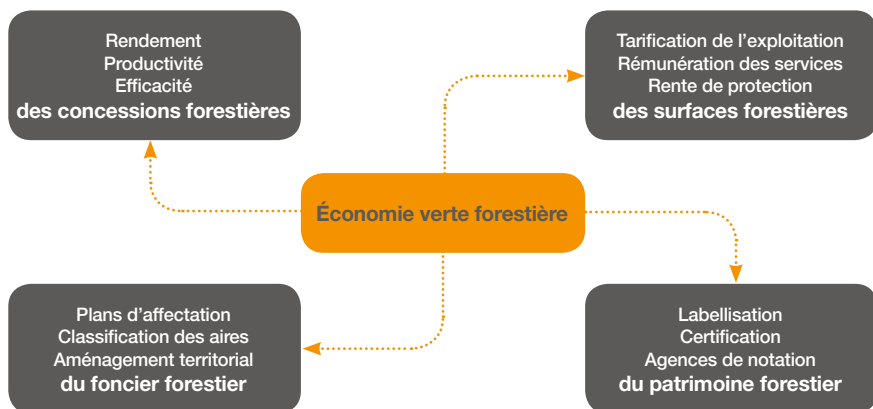 Rendement
Productivité
Efficacité
des concessions forestières
Tarification de l'exploitation
Rémunération des services
Rente de protection
des surfaces forestières
Économie verte forestière
Plans d'affectation
Classification des aires
Aménagement territorial
du foncier forestier
Labellisation
Certification
Agences de notation
du patrimoine forestier